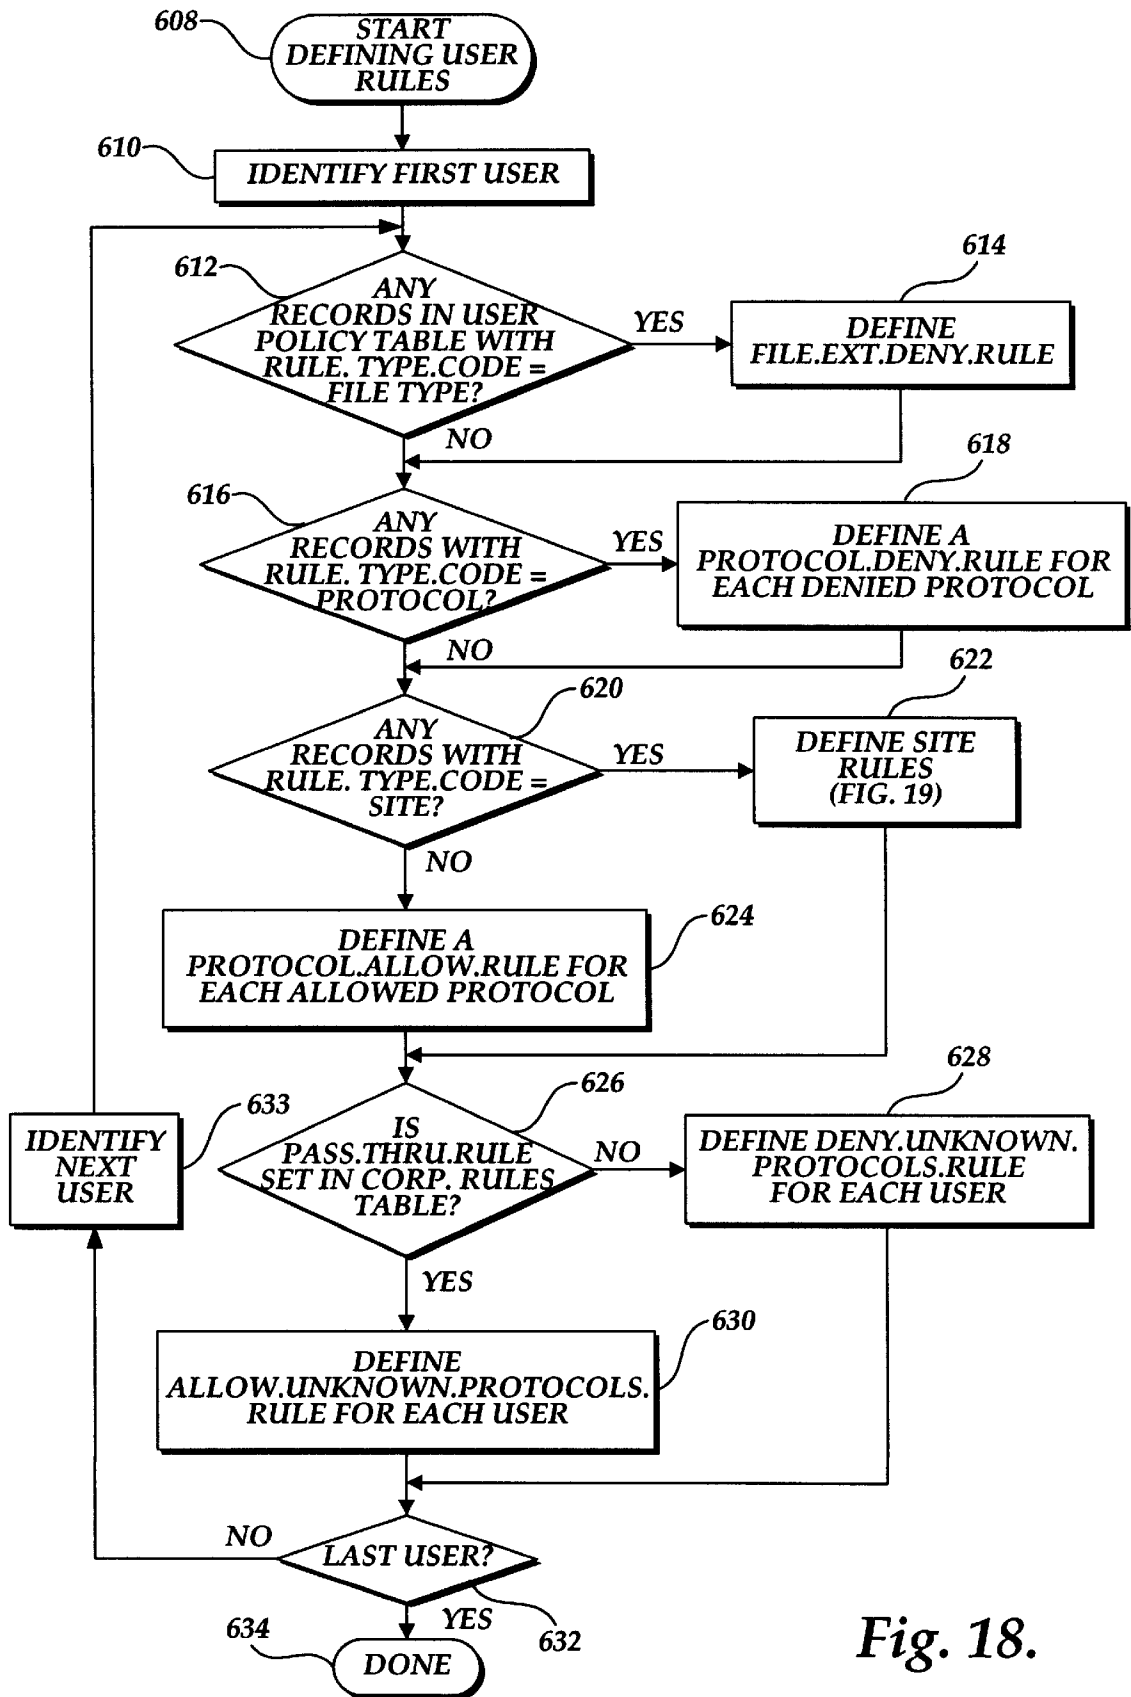 608
START
DEFINING USER
RULES
610
IDENTIFY FIRST USER
612
ANY
RECORDS IN USER
POLICY TABLE WITH
RULE. TYPE.CODE =
FILE TYPE?
YES
614
DEFINE
FILE.EXT.DENY.RULE
NO
616
ANY
RECORDS WITH
RULE. TYPE.CODE =
PROTOCOL?
YES
618
DEFINE A
PROTOCOL.DENY.RULE FOR
EACH DENIED PROTOCOL
NO
620
ANY
RECORDS WITH
RULE. TYPE.CODE =
SITE?
YES
622
DEFINE SITE
RULES
(FIG. 19)
NO
624
DEFINE A
PROTOCOL.ALLOW.RULE FOR
EACH ALLOWED PROTOCOL
626
IS
PASS.THRU.RULE
SET IN CORP. RULES
TABLE?
NO
628
DEFINE DENY.UNKNOWN.
PROTOCOLS.RULE
FOR EACH USER
633
IDENTIFY
NEXT
USER
YES
630
DEFINE
ALLOW.UNKNOWN.PROTOCOLS.
RULE FOR EACH USER
NO
LAST USER?
632
YES
634
DONE
Fig. 18.